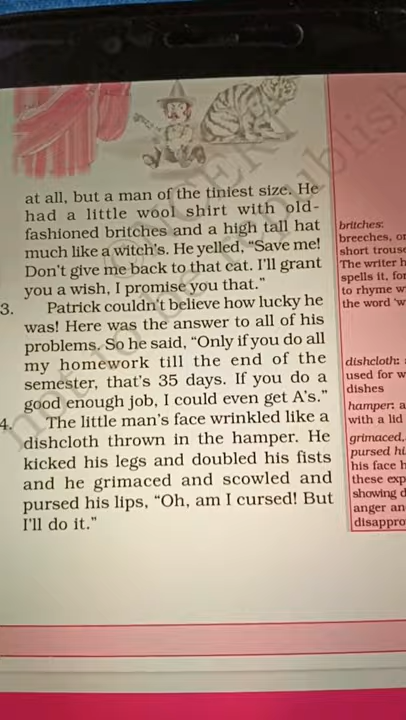 at all, but a man of the tiniest size. He
had a little wool shirt with old-
fashioned britches and a high tall hat
much like a witch's. He yelled, “Save me!
Don't give me back to that cat. I'll grant
you a wish, I promise you that.”
3. Patrick couldn't believe how lucky he
was! Here was the answer to all of his
problems. So he said, “Only if you do all
my homework till the end of the
semester, that's 35 days. If you do a
good enough job, I could even get A's.”
4. The little man's face wrinkled like a
dishcloth thrown in the hamper. He
kicked his legs and doubled his fists
and he grimaced and scowled and
pursed his lips, “Oh, am I cursed! But
I'll do it.”
britches:
breeches, or
short
The writer
spells it, for
to rhyme
the word
dishcloth:
used for
dishes
hamper: a
with a lid
grimaced,
pursed
his face
these
showing
anger